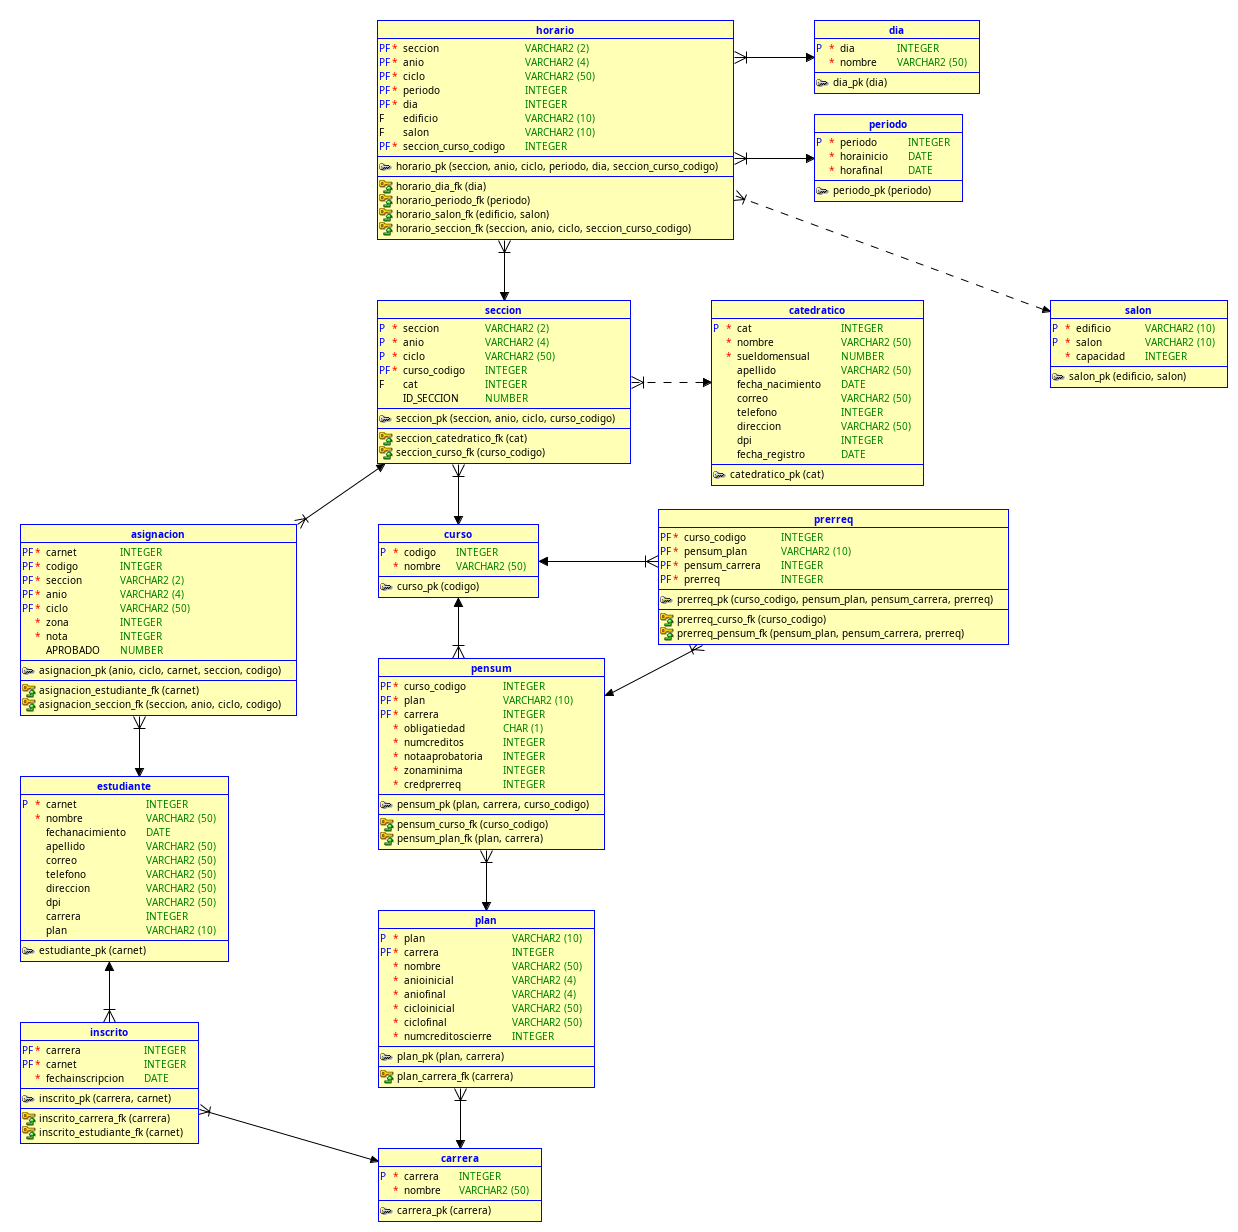 horario
PF * seccion VARCHAR2 (2)
PF * anio VARCHAR2 (4)
PF * ciclo VARCHAR2 (50)
PF * periodo INTEGER
PF * dia INTEGER
F edificio VARCHAR2 (10)
F salon VARCHAR2 (10)
PF * seccion_curso_codigo INTEGER
horario_pk (seccion, anio, ciclo, periodo, dia, seccion_curso_codigo)
horario_dia_fk (dia)
horario_periodo_fk (periodo)
horario_salon_fk (edificio, salon)
horario_seccion_fk (seccion, anio, ciclo, seccion_curso_codigo)
dia
P * dia INTEGER
* nombre VARCHAR2 (50)
dia_pk (dia)
periodo
P * periodo INTEGER
* horainicio DATE
* horafinal DATE
periodo_pk (periodo)
seccion
P * seccion VARCHAR2 (2)
P * anio VARCHAR2 (4)
P * ciclo VARCHAR2 (50)
PF * curso_codigo INTEGER
F cat INTEGER
ID_SECCION NUMBER
seccion_pk (seccion, anio, ciclo, curso_codigo)
seccion_catedratico_fk (cat)
seccion_curso_fk (curso_codigo)
catedratico
P * cat INTEGER
* nombre VARCHAR2 (50)
* sueldomensual NUMBER
apellido VARCHAR2 (50)
fecha_nacimiento DATE
correo VARCHAR2 (50)
telefono INTEGER
direccion VARCHAR2 (50)
dpi INTEGER
fecha_registro DATE
catedratico_pk (cat)
salon
P * edificio VARCHAR2 (10)
P * salon VARCHAR2 (10)
* capacidad INTEGER
salon_pk (edificio, salon)
asignacion
PF * carnet INTEGER
PF * codigo INTEGER
PF * seccion VARCHAR2 (2)
PF * anio VARCHAR2 (4)
PF * ciclo VARCHAR2 (50)
* zona INTEGER
* nota INTEGER
APROBADO NUMBER
asignacion_pk (anio, ciclo, carnet, seccion, codigo)
asignacion_estudiante_fk (carnet)
asignacion_seccion_fk (seccion, anio, ciclo, codigo)
curso
P * codigo INTEGER
* nombre VARCHAR2 (50)
curso_pk (codigo)
prerreq
PF * curso_codigo INTEGER
PF * pensum_plan VARCHAR2 (10)
PF * pensum_carrera INTEGER
PF * prerreq INTEGER
prerreq_pk (curso_codigo, pensum_plan, pensum_carrera, prerreq)
prerreq_curso_fk (curso_codigo)
prerreq_pensum_fk (pensum_plan, pensum_carrera, prerreq)
pensum
PF * curso_codigo INTEGER
PF * plan VARCHAR2 (10)
PF * carrera INTEGER
* obligatiedad CHAR (1)
* numcreditos INTEGER
* notaaprobatoria INTEGER
* zonaminima INTEGER
* credprerreq INTEGER
pensum_pk (plan, carrera, curso_codigo)
pensum_curso_fk (curso_codigo)
pensum_plan_fk (plan, carrera)
estudiante
P * carnet INTEGER
* nombre VARCHAR2 (50)
fechanacimiento DATE
apellido VARCHAR2 (50)
correo VARCHAR2 (50)
telefono VARCHAR2 (50)
direccion VARCHAR2 (50)
dpi VARCHAR2 (50)
carrera INTEGER
plan VARCHAR2 (10)
estudiante_pk (carnet)
plan
P * plan VARCHAR2 (10)
PF * carrera INTEGER
* nombre VARCHAR2 (50)
* anioinicial VARCHAR2 (4)
* aniofinal VARCHAR2 (4)
* cicloinicial VARCHAR2 (50)
* ciclofinal VARCHAR2 (50)
* numcreditoscierre INTEGER
plan_pk (plan, carrera)
plan_carrera_fk (carrera)
inscrito
PF * carrera INTEGER
PF * carnet INTEGER
* fechainscripcion DATE
inscrito_pk (carrera, carnet)
inscrito_carrera_fk (carrera)
inscrito_estudiante_fk (carnet)
carrera
P * carrera INTEGER
* nombre VARCHAR2 (50)
carrera_pk (carrera)